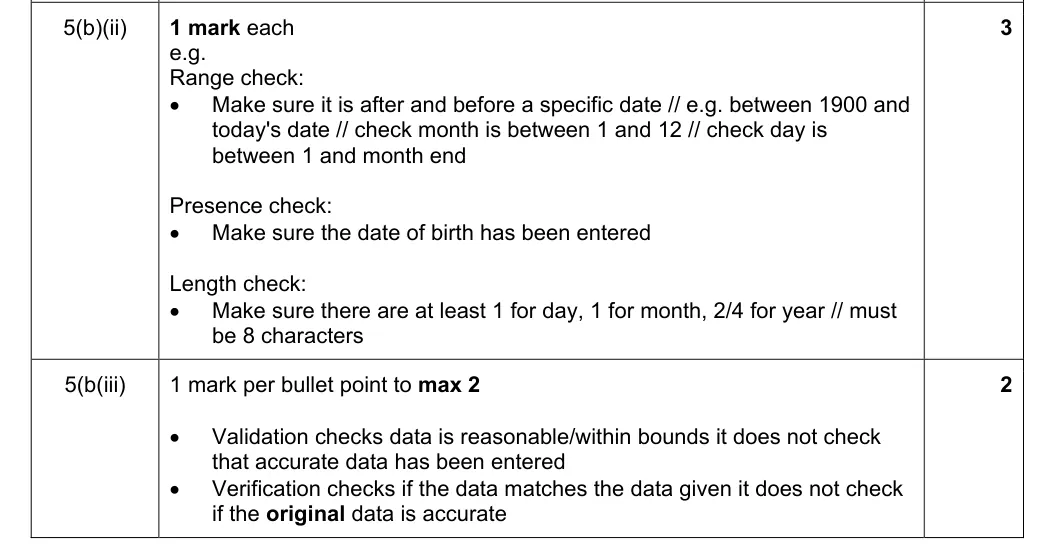 5(b)(ii) 1 mark each 3
e.g.
Range check:
• Make sure it is after and before a specific date // e.g. between 1900 and
today's date // check month is between 1 and 12 // check day is
between 1 and month end
Presence check:
• Make sure the date of birth has been entered
Length check:
• Make sure there are at least 1 for day, 1 for month, 2/4 for year // must
be 8 characters
5(b(iii) 1 mark per bullet point to max 2 2
• Validation checks data is reasonable/within bounds it does not check
that accurate data has been entered
• Verification checks if the data matches the data given it does not check
if the original data is accurate